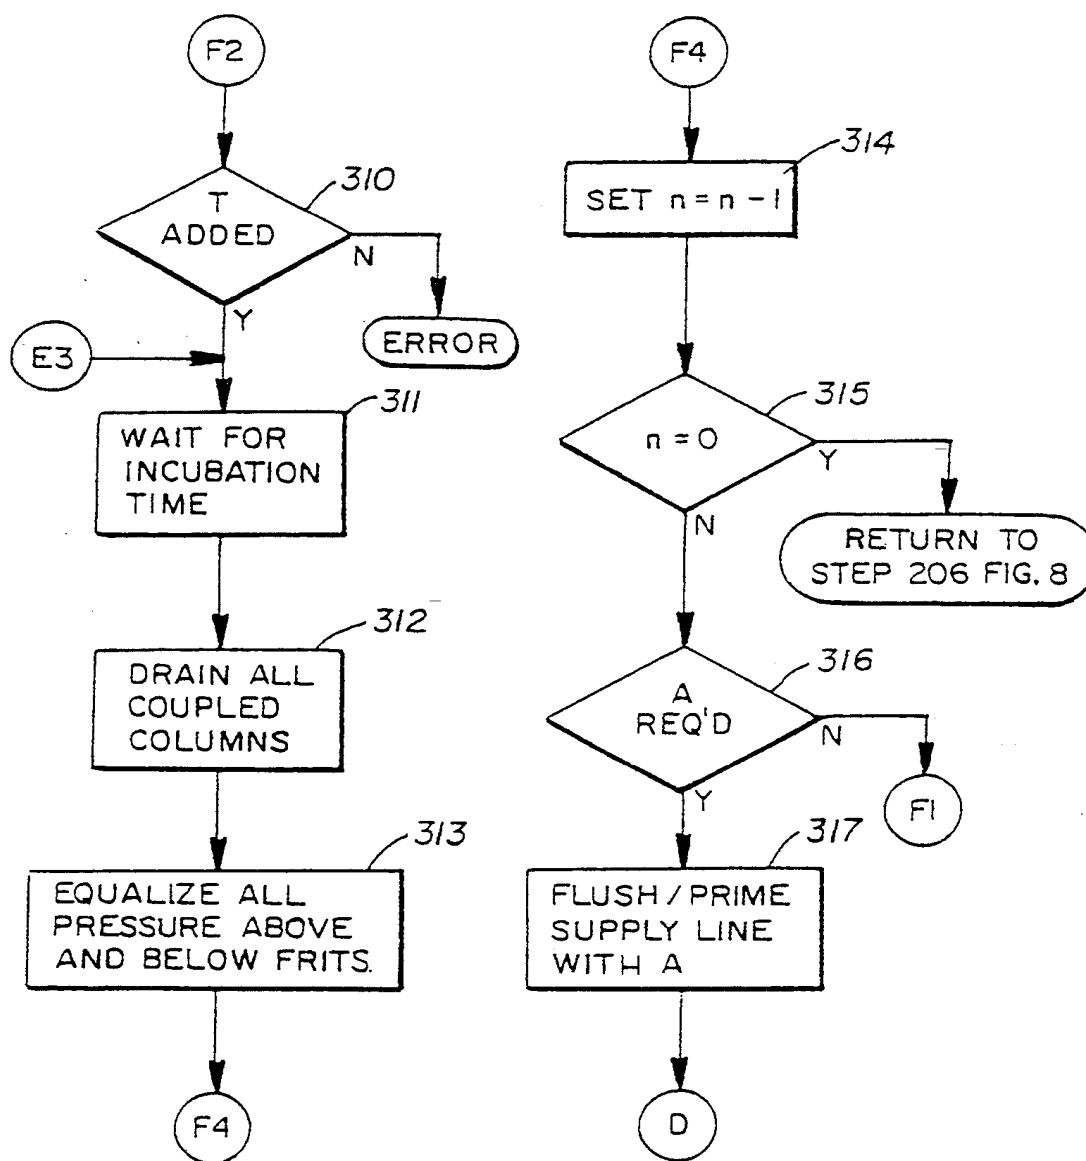 F2
310
T
ADDED
N
Y
ERROR
E3
311
WAIT FOR
INCUBATION
TIME
312
DRAIN ALL
COUPLED
COLUMNS
313
EQUALIZE ALL
PRESSURE ABOVE
AND BELOW FRITS.
F4
F4
314
SET n = n - 1
315
n = 0
Y
N
RETURN TO
STEP 206 FIG. 8
316
A
REQ'D
N
Y
F1
317
FLUSH / PRIME
SUPPLY LINE
WITH A
D